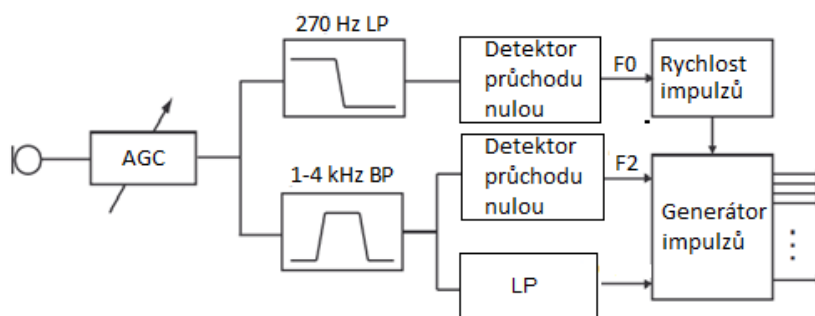 270 Hz LP
Detektor
průchodu
nulou
F0
Rychlost
impulzů
AGC
1-4 kHz BP
Detektor
průchodu
nulou
F2
Generátor
impulzů
LP